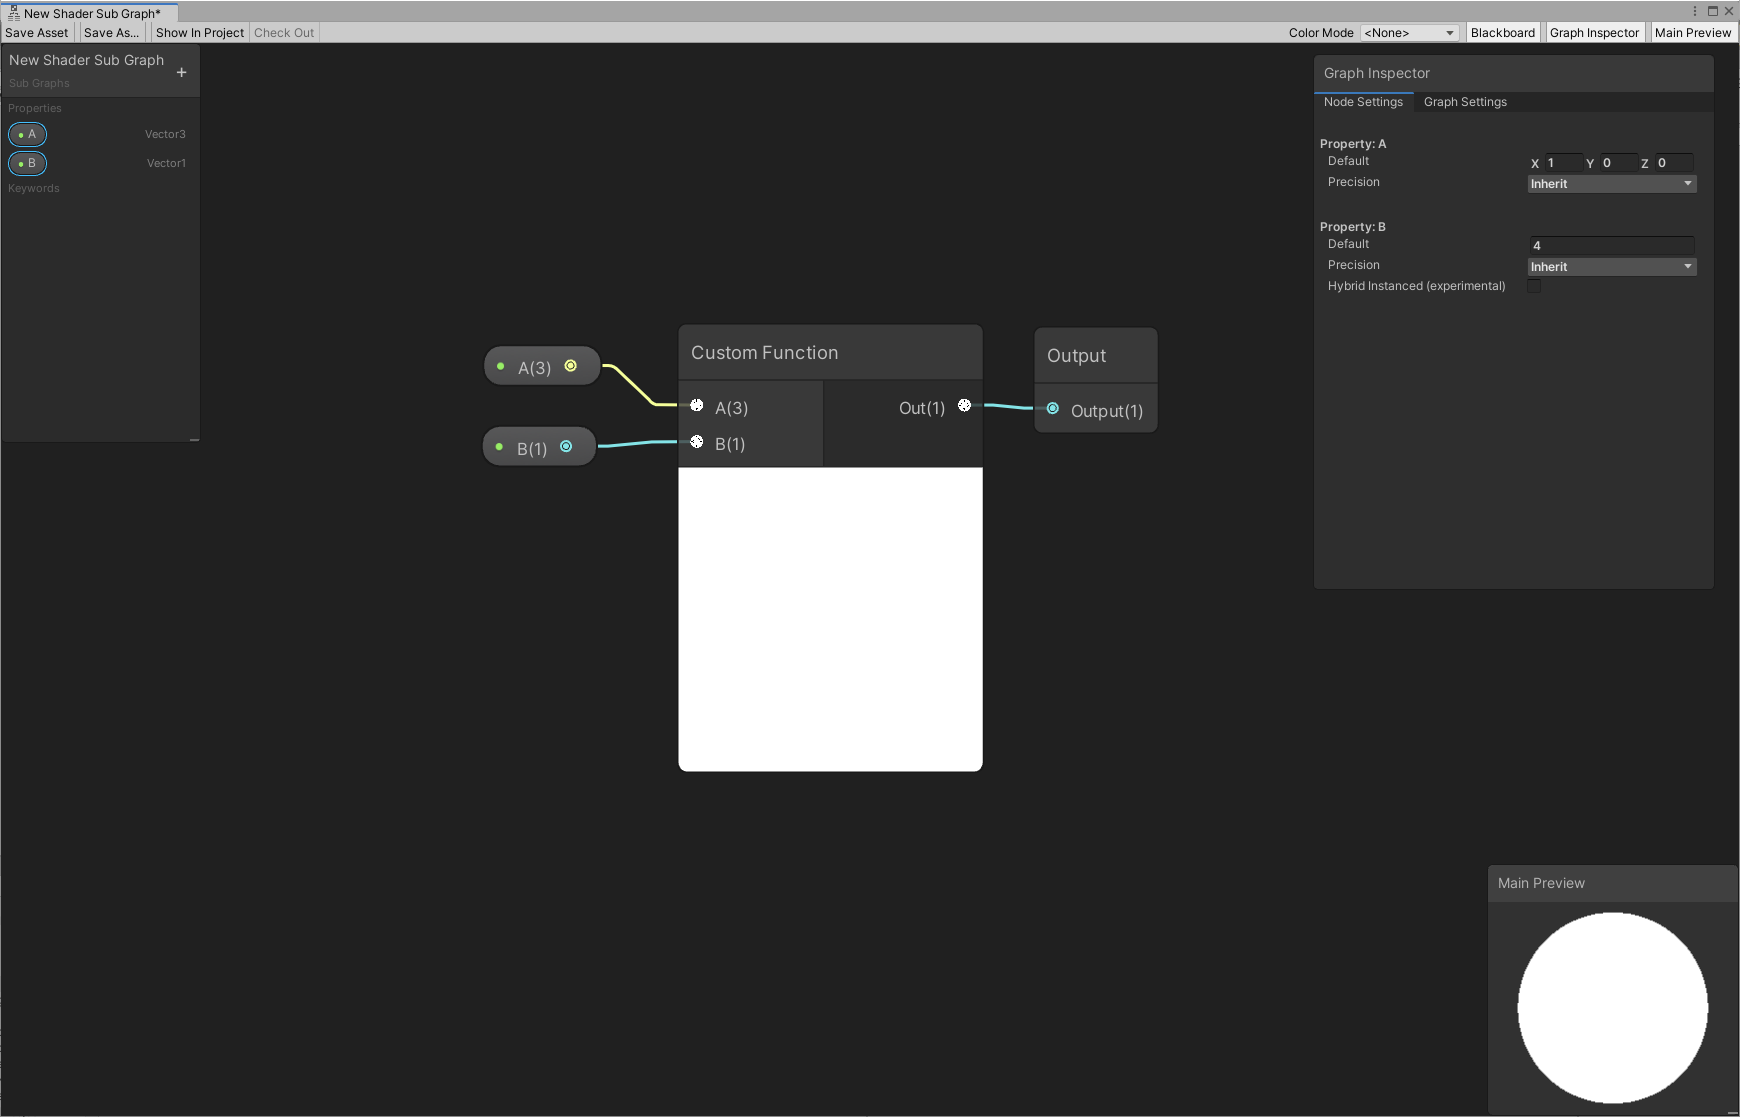 New Shader Sub Graph*
Save Asset
Save As...
Show In Project
Check Out
Color Mode
<None>
Blackboard
Graph Inspector
Main Preview
New Shader Sub Graph
+
Sub Graphs
Properties
A
Vector3
B
Vector1
Keywords
A(3)
B(1)
Custom Function
A(3)
Out(1)
B(1)
Output
Output(1)
Graph Inspector
Node Settings
Graph Settings
Property: A
Default
X 1 Y 0 Z 0
Precision
Inherit
Property: B
Default
4
Precision
Inherit
Hybrid Instanced (experimental)
Main Preview